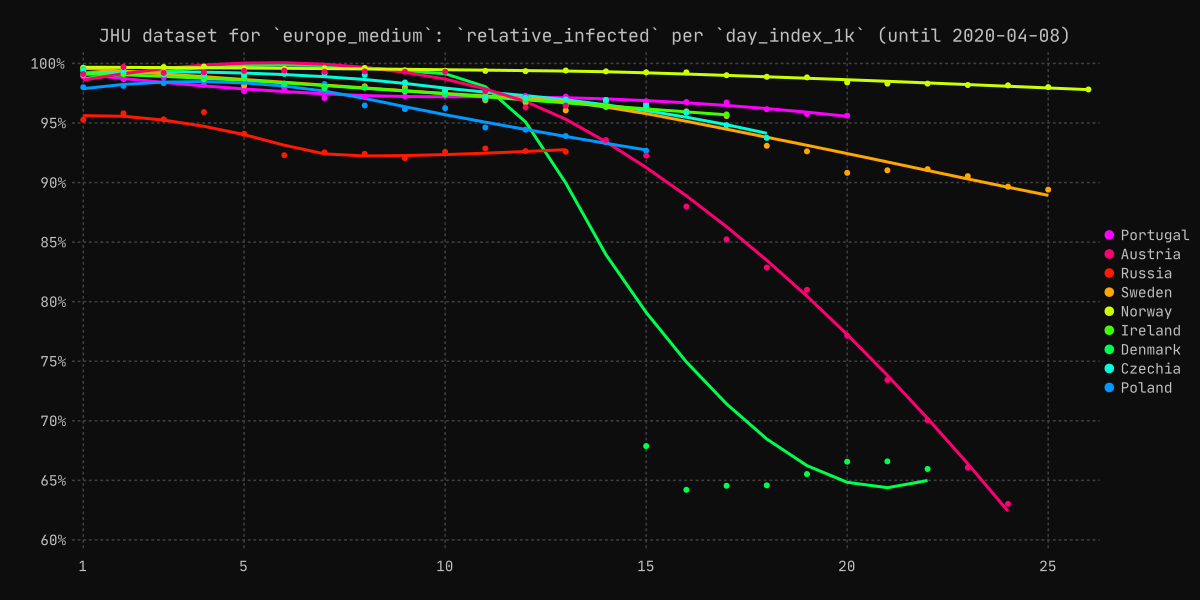 JHU dataset for `europe_medium`: `relative_infected` per `day_index_1k` (until 2020-04-08)
100%
95%
90%
85%
80%
75%
70%
65%
60%
1 5 10 15 20 25
Portugal
Austria
Russia
Sweden
Norway
Ireland
Denmark
Czechia
Poland